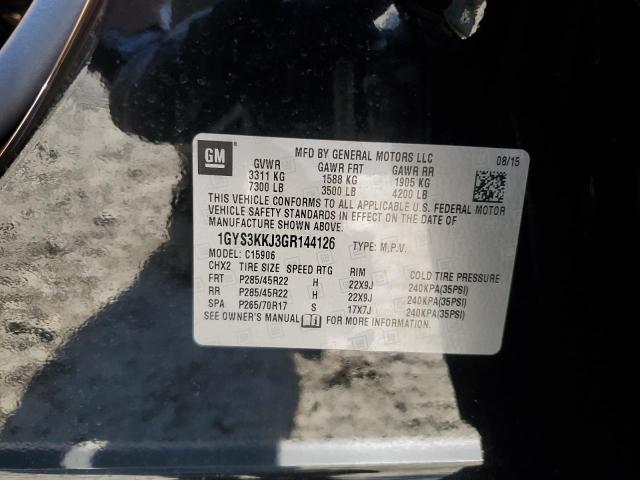 GM
MFD BY GENERAL MOTORS LLC 08/15
GVWR GAWR FRT GAWR RR
3311 KG 1588 KG 1905 KG
7300 LB 3500 LB 4200 LB
THIS VEHICLE CONFORMS TO ALL APPLICABLE U.S. FEDERAL MOTOR
VEHICLE SAFETY STANDARDS IN EFFECT ON THE DATE OF
MANUFACTURE SHOWN ABOVE.
1GYS3KKJ3GR144126 TYPE: M.P.V.
MODEL: C15906
CHX2 TIRE SIZE SPEED RTG RIM COLD TIRE PRESSURE
FRT P285/45R22 H 22X9J 240KPA(35PSI)
RR P285/45R22 H 22X9J 240KPA(35PSI)
SPA P265/70R17 S 17X7J 240KPA(35PSI)
SEE OWNER'S MANUAL FOR MORE INFORMATION.